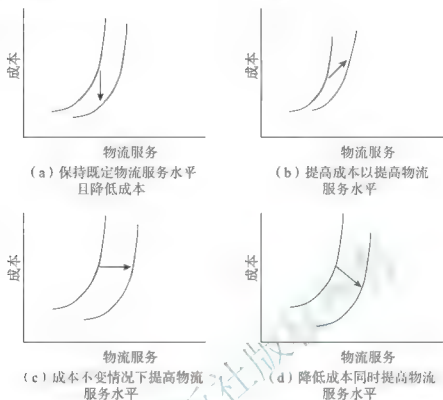 成本
物流服务
(a)保持既定物流服务水平
且降低成本
成本
物流服务
(b)提高成本以提高物流
服务水平
成本
物流服务
(c)成本不变情况下提高物流
服务水平
成本
物流服务
(d)降低成本同时提高物流
服务水平
社版